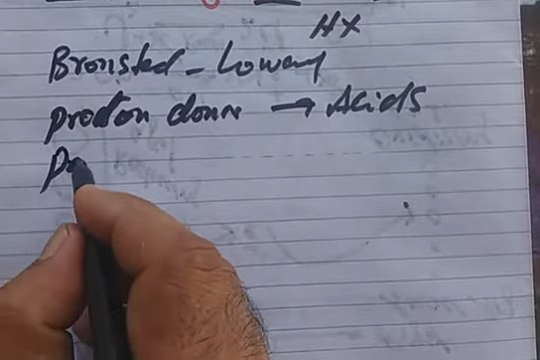 HX
Bronsted - Lowery
proton donor → Acids
P